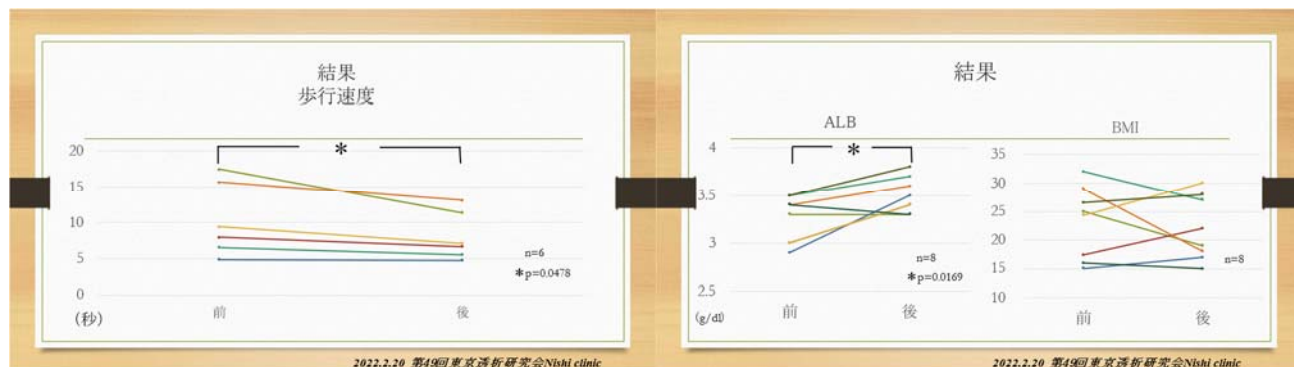 結果
歩行速度
*
20
15
10
5
0
(秒)
前
後
n=6
*p=0.0478
2022.2.20 第49回東京透析研究会Nishi clinic
結果
ALB
*
4
3.5
3
2.5
(g/dl)
前
後
n=8
*p=0.0169
BMI
35
30
25
20
15
10
前
後
n=8
2022.2.20 第49回東京透析研究会Nishi clinic